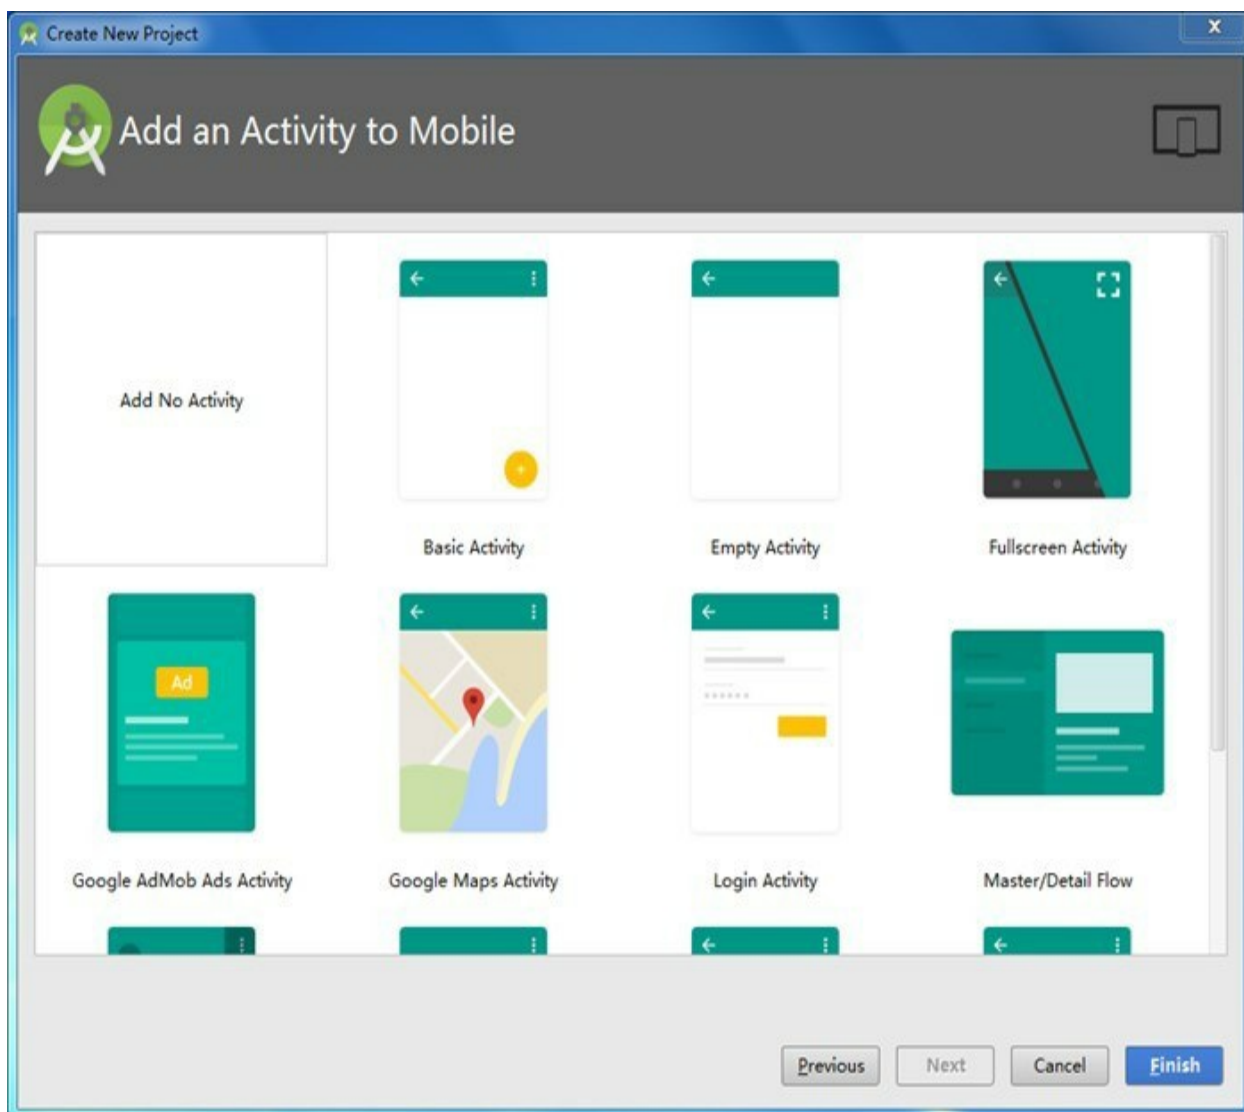 Create New Project
Add an Activity to Mobile
Add No Activity
Basic Activity
Empty Activity
Fullscreen Activity
Ad
Google AdMob Ads Activity
Google Maps Activity
Login Activity
Master/Detail Flow
Previous
Next
Cancel
Finish